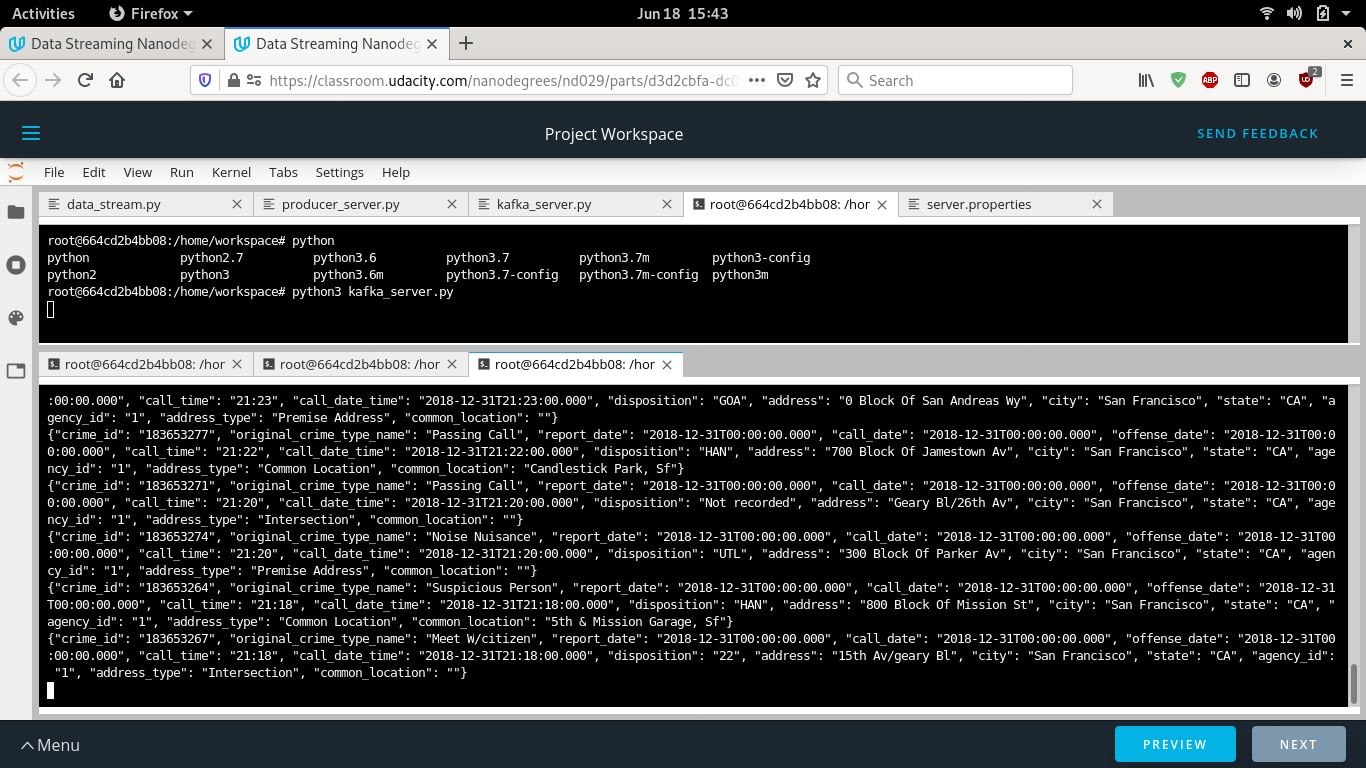 Activities Firefox Jun 18 15:43
Data Streaming Nanodeg Data Streaming Nanodeg
https://classroom.udacity.com/nanodegrees/nd029/parts/d3d2cbfa-dc0 Search 2
Project Workspace SEND FEEDBACK
File Edit View Run Kernel Tabs Settings Help
data_stream.py producer_server.py kafka_server.py root@664cd2b4bb08: /hor server.properties
root@664cd2b4bb08:/home/workspace# python
python python2.7 python3.6 python3.7 python3.7m python3-config
python2 python3 python3.6m python3.7-config python3.7m-config python3m
root@664cd2b4bb08:/home/workspace# python3 kafka_server.py
root@664cd2b4bb08: /hor root@664cd2b4bb08: /hor root@664cd2b4bb08: /hor
:00:00.000", "call_time": "21:23", "call_date_time": "2018-12-31T21:23:00.000", "disposition": "GOA", "address": "0 Block Of San Andreas Wy", "city": "San Francisco", "state": "CA", "a
gency_id": "1", "address_type": "Premise Address", "common_location": ""}
{"crime_id": "183653277", "original_crime_type_name": "Passing Call", "report_date": "2018-12-31T00:00:00.000", "call_date": "2018-12-31T00:00:00.000", "offense_date": "2018-12-31T00:0
0:00.000", "call_time": "21:22", "call_date_time": "2018-12-31T21:22:00.000", "disposition": "HAN", "address": "700 Block Of Jamestown Av", "city": "San Francisco", "state": "CA", "age
ncy_id": "1", "address_type": "Common Location", "common_location": "Candlestick Park, Sf"}
{"crime_id": "183653271", "original_crime_type_name": "Passing Call", "report_date": "2018-12-31T00:00:00.000", "call_date": "2018-12-31T00:00:00.000", "offense_date": "2018-12-31T00:0
0:00.000", "call_time": "21:20", "call_date_time": "2018-12-31T21:20:00.000", "disposition": "Not recorded", "address": "Geary Bl/26th Av", "city": "San Francisco", "state": "CA", "age
ncy_id": "1", "address_type": "Intersection", "common_location": ""}
{"crime_id": "183653274", "original_crime_type_name": "Noise Nuisance", "report_date": "2018-12-31T00:00:00.000", "call_date": "2018-12-31T00:00:00.000", "offense_date": "2018-12-31T00
:00:00.000", "call_time": "21:20", "call_date_time": "2018-12-31T21:20:00.000", "disposition": "UTL", "address": "300 Block Of Parker Av", "city": "San Francisco", "state": "CA", "agen
cy_id": "1", "address_type": "Premise Address", "common_location": ""}
{"crime_id": "183653264", "original_crime_type_name": "Suspicious Person", "report_date": "2018-12-31T00:00:00.000", "call_date": "2018-12-31T00:00:00.000", "offense_date": "2018-12-31
T00:00:00.000", "call_time": "21:18", "call_date_time": "2018-12-31T21:18:00.000", "disposition": "HAN", "address": "800 Block Of Mission St", "city": "San Francisco", "state": "CA", "
agency_id": "1", "address_type": "Common Location", "common_location": "5th & Mission Garage, Sf"}
{"crime_id": "183653267", "original_crime_type_name": "Meet W/citizen", "report_date": "2018-12-31T00:00:00.000", "call_date": "2018-12-31T00:00:00.000", "offense_date": "2018-12-31T00
:00:00.000", "call_time": "21:18", "call_date_time": "2018-12-31T21:18:00.000", "disposition": "22", "address": "15th Av/geary Bl", "city": "San Francisco", "state": "CA", "agency_id":
"1", "address_type": "Intersection", "common_location": ""}
Menu PREVIEW NEXT